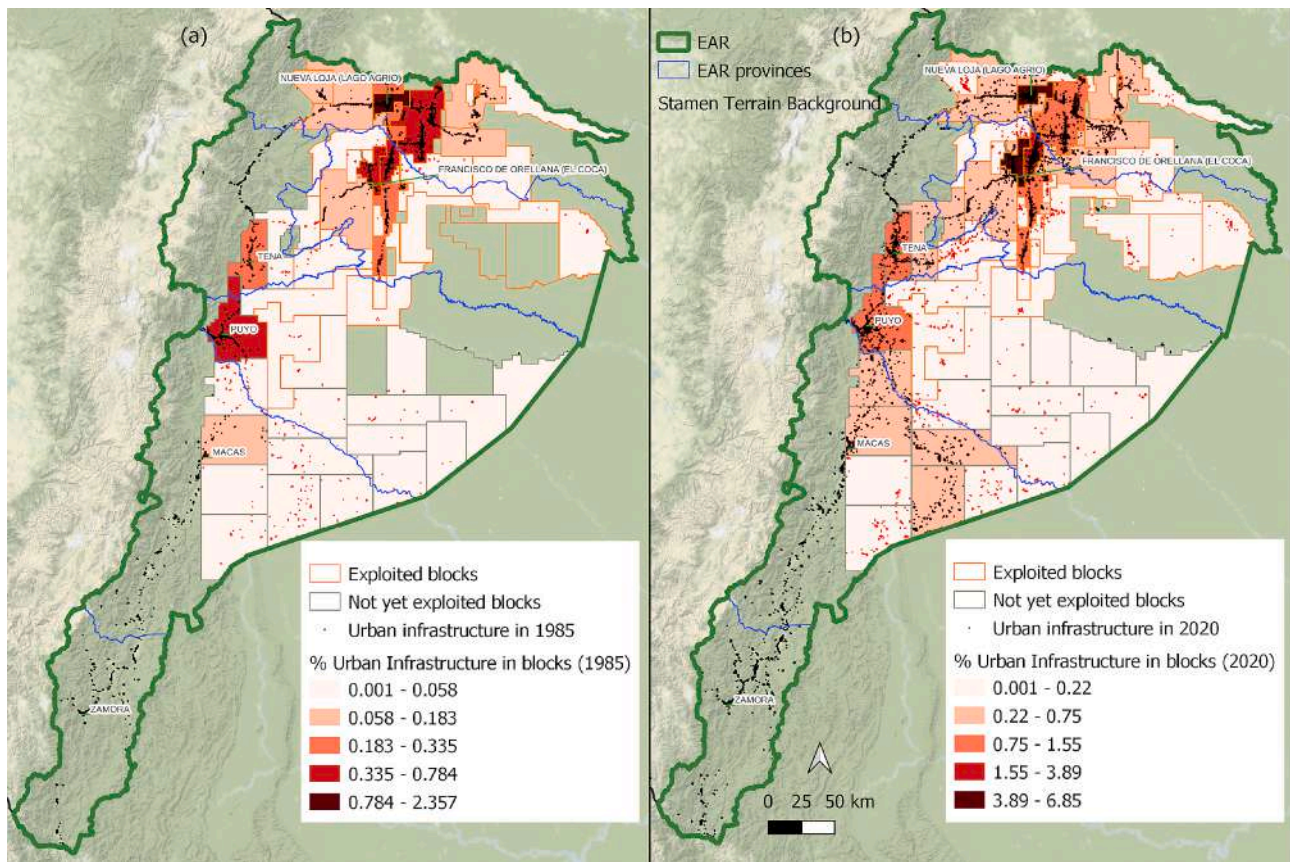 (a)
NUEVA LOJA (LAGO AGRIO)
FRANCISCO DE ORELLANA (EL COCA)
TENA
PUYO
MACAS
ZAMORA
Exploited blocks
Not yet exploited blocks
Urban infrastructure in 1985
% Urban Infrastructure in blocks (1985)
0.001 - 0.058
0.058 - 0.183
0.183 - 0.335
0.335 - 0.784
0.784 - 2.357
EAR
EAR provinces
Stamen Terrain Background
(b)
NUEVA LOJA (LAGO AGRIO)
FRANCISCO DE ORELLANA (EL COCA)
TENA
PUYO
MACAS
ZAMORA
0 25 50 km
Exploited blocks
Not yet exploited blocks
Urban infrastructure in 2020
% Urban Infrastructure in blocks (2020)
0.001 - 0.22
0.22 - 0.75
0.75 - 1.55
1.55 - 3.89
3.89 - 6.85